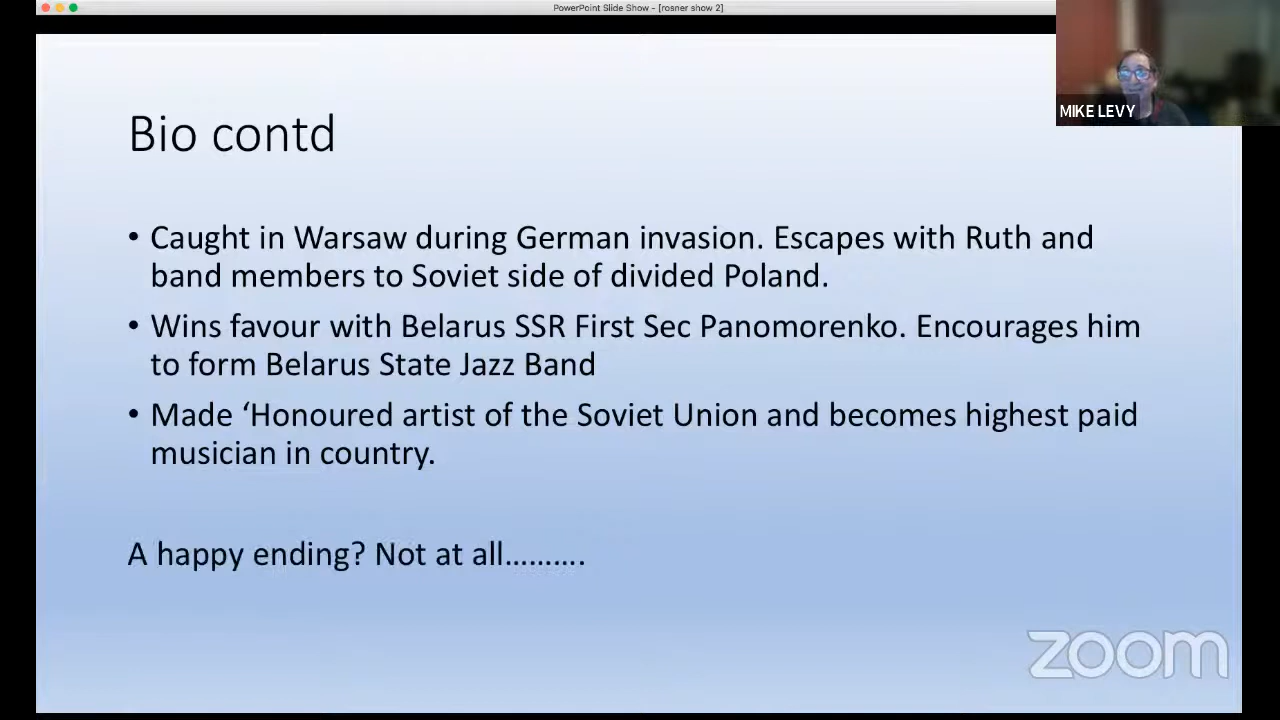 PowerPoint Slide Show - [rosner show 2]
MIKE LEVY
Bio contd
• Caught in Warsaw during German invasion. Escapes with Ruth and
band members to Soviet side of divided Poland.
• Wins favour with Belarus SSR First Sec Panomorenko. Encourages him
to form Belarus State Jazz Band
• Made ‘Honoured artist of the Soviet Union and becomes highest paid
musician in country.
A happy ending? Not at all……….
zoom